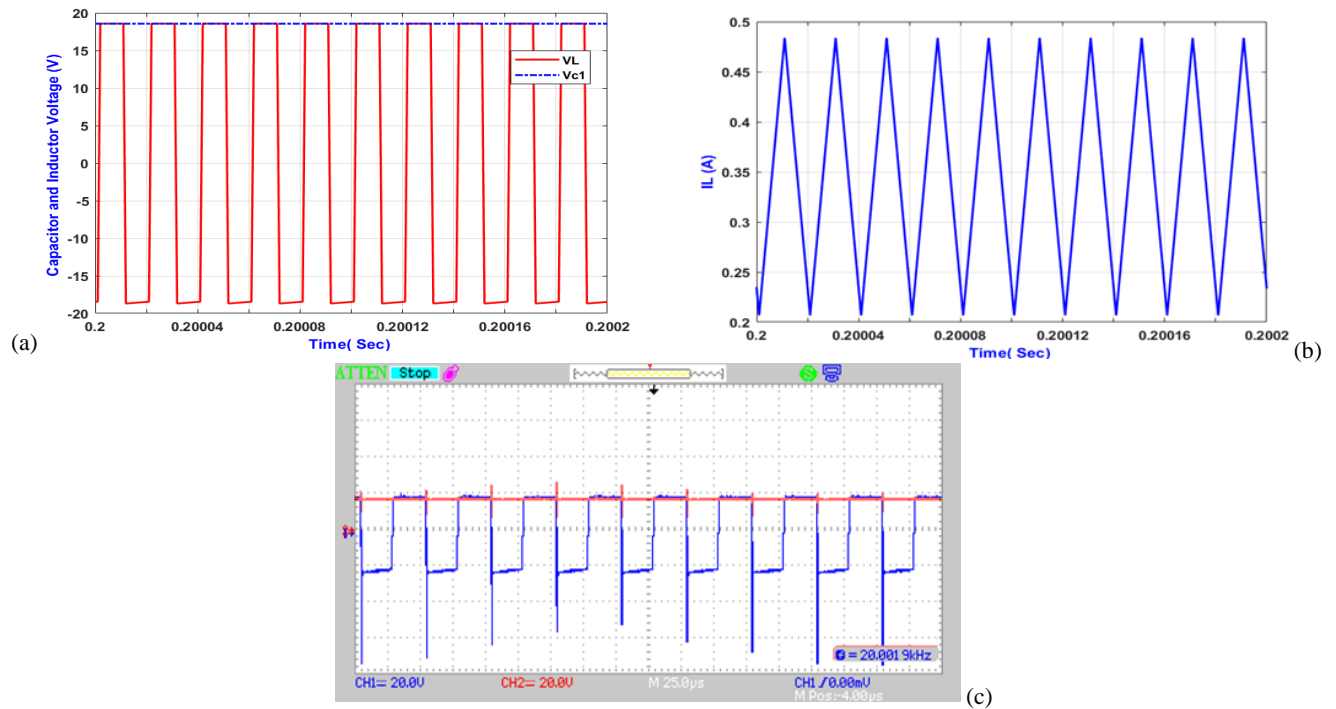 20
15
10
5
0
-5
-10
-15
-20
Capacitor and Inductor Voltage (V)
VL
Vc1
0.2 0.20004 0.20008 0.20012 0.20016 0.2002
Time( Sec)
(a)
0.5
0.45
0.4
0.35
0.3
0.25
0.2
IL (A)
0.2 0.20004 0.20008 0.20012 0.20016 0.2002
Time( Sec)
(b)
ATTEN Stop
= 20.0019kHz
CH1= 20.0V CH2= 20.0V M 25.0µs CH1 /0.00mV
M Pos:-4.00µs
(c)